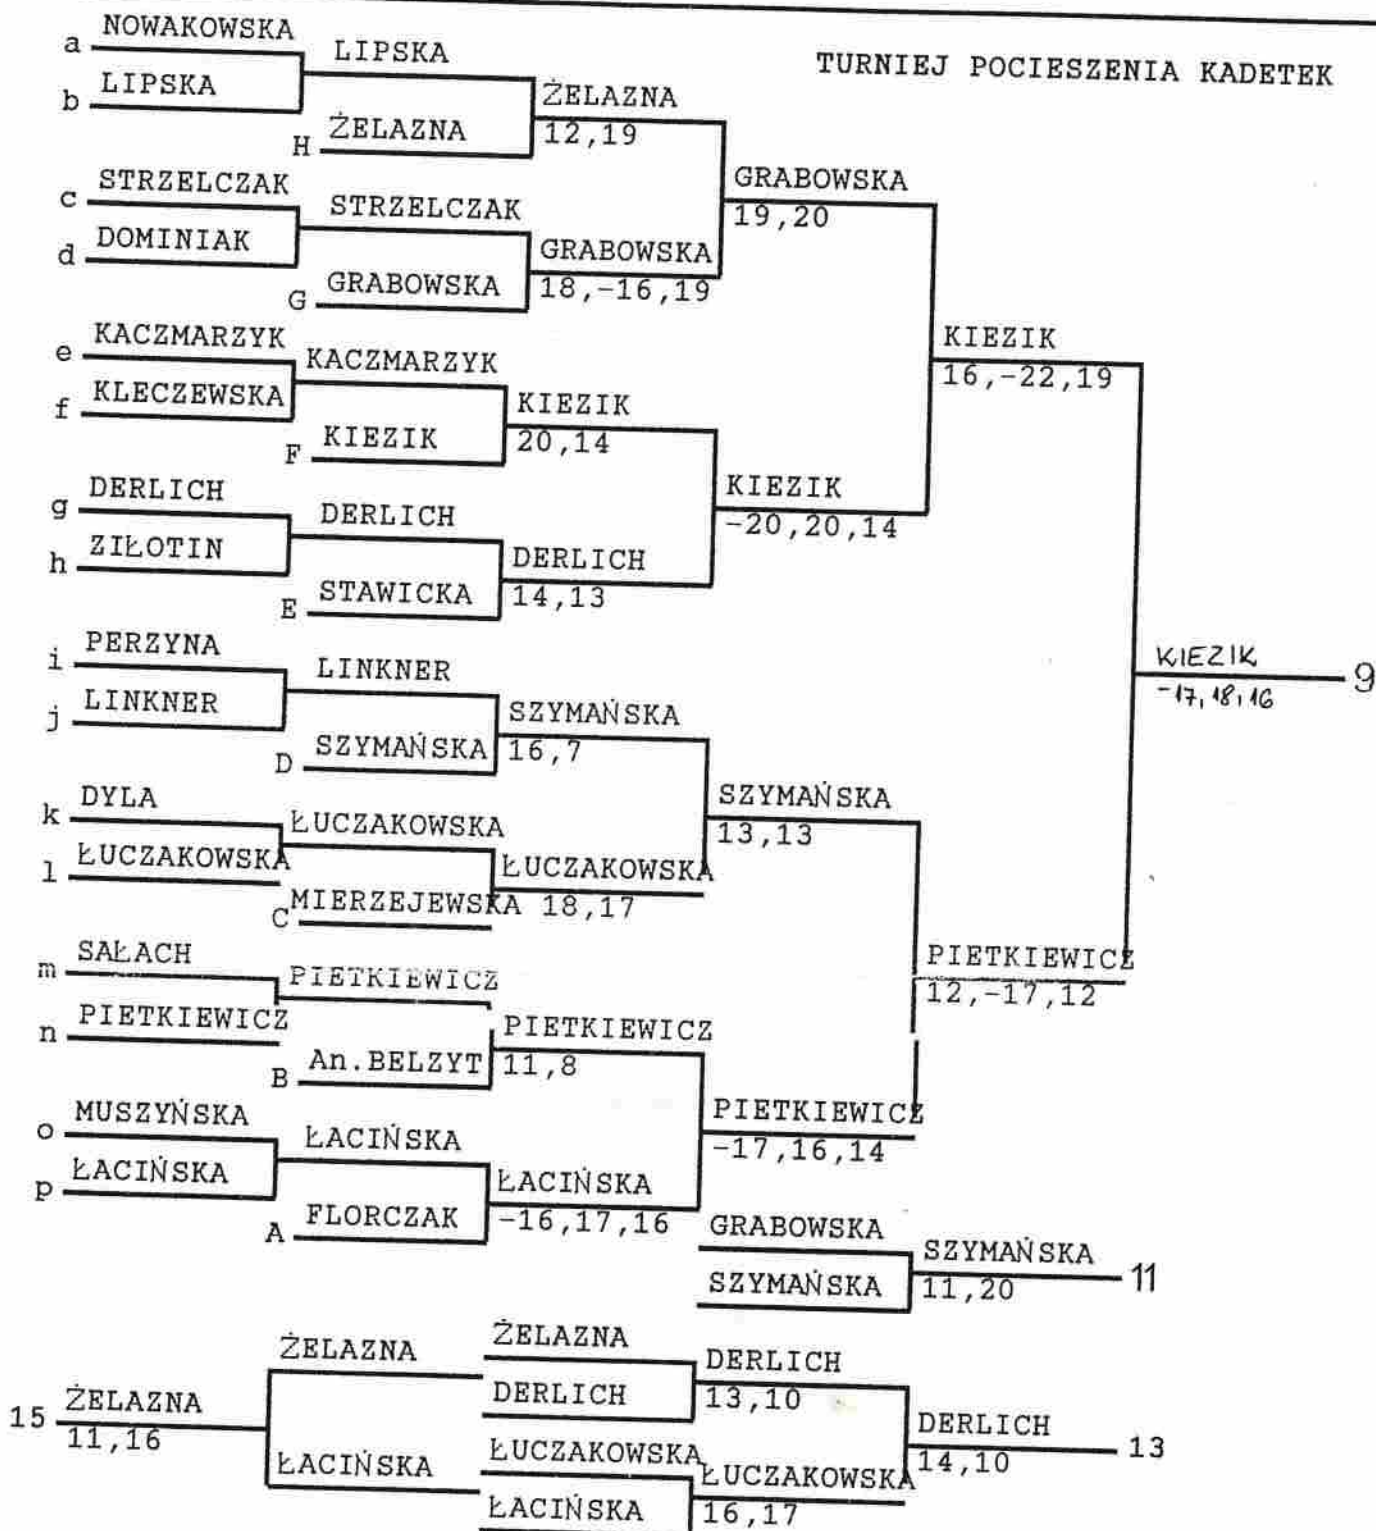 TURNIEJ POCIESZENIA KADETEK
a NOWAKOWSKA
LIPSKA
b LIPSKA
ŻELAZNA
12,19
H ŻELAZNA
GRABOWSKA
19,20
c STRZELCZAK
STRZELCZAK
d DOMINIAK
GRABOWSKA
18,-16,19
G GRABOWSKA
KIEZIK
16,-22,19
e KACZMARZYK
KACZMARZYK
f KLECZEWSKA
KIEZIK
20,14
F KIEZIK
KIEZIK
-20,20,14
g DERLICH
DERLICH
h ZIŁOTIN
DERLICH
14,13
E STAWICKA
KIEZIK 9
-17,18,16
i PERZYNA
LINKNER
j LINKNER
SZYMAŃSKA
16,7
D SZYMAŃSKA
SZYMAŃSKA
13,13
k DYLA
ŁUCZAKOWSKA
l ŁUCZAKOWSKA
ŁUCZAKOWSKA
18,17
C MIERZEJEWSKA
PIETKIEWICZ
12,-17,12
m SAŁACH
PIETKIEWICZ
n PIETKIEWICZ
PIETKIEWICZ
11,8
B An.BELZYT
PIETKIEWICZ
-17,16,14
o MUSZYŃSKA
ŁACIŃSKA
p ŁACIŃSKA
ŁACIŃSKA
-16,17,16
A FLORCZAK
GRABOWSKA
SZYMAŃSKA 11
11,20
SZYMAŃSKA
ŻELAZNA
ŻELAZNA
DERLICH
13,10
DERLICH
15 ŻELAZNA
11,16
DERLICH 13
14,10
ŁACIŃSKA
ŁUCZAKOWSKA
ŁUCZAKOWSKA
16,17
ŁACIŃSKA